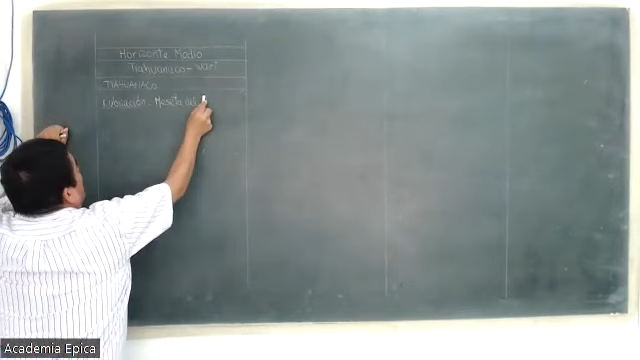 Horizonte Medio
Tiahuanaco - Wari
TIAHUANACO
Ubicación. Meseta del
Academia Epica